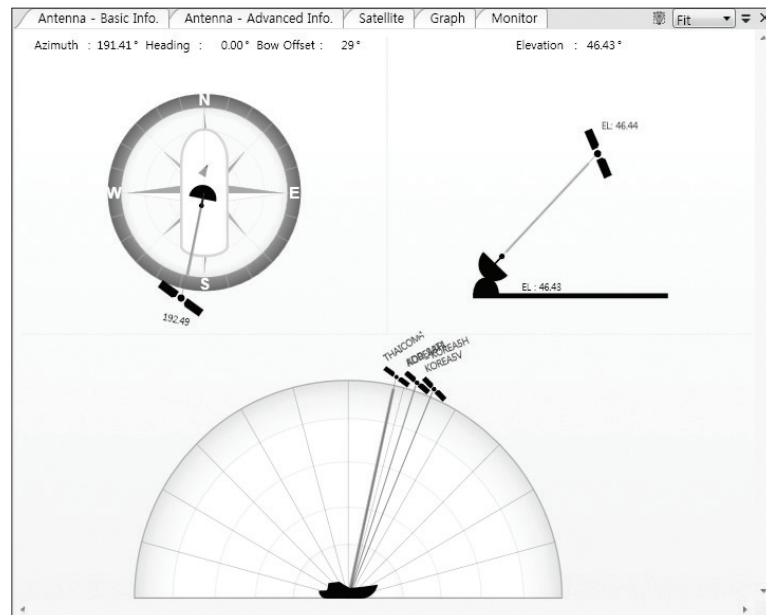 Antenna - Basic Info. Antenna - Advanced Info. Satellite Graph Monitor Fit
Azimuth : 191.41° Heading : 0.00° Bow Offset : 29° Elevation : 46.43°
N
W E
S
192.49
EL: 46.44
EL : 46.43
THAICOM4
KOREA5H
KOREA5V